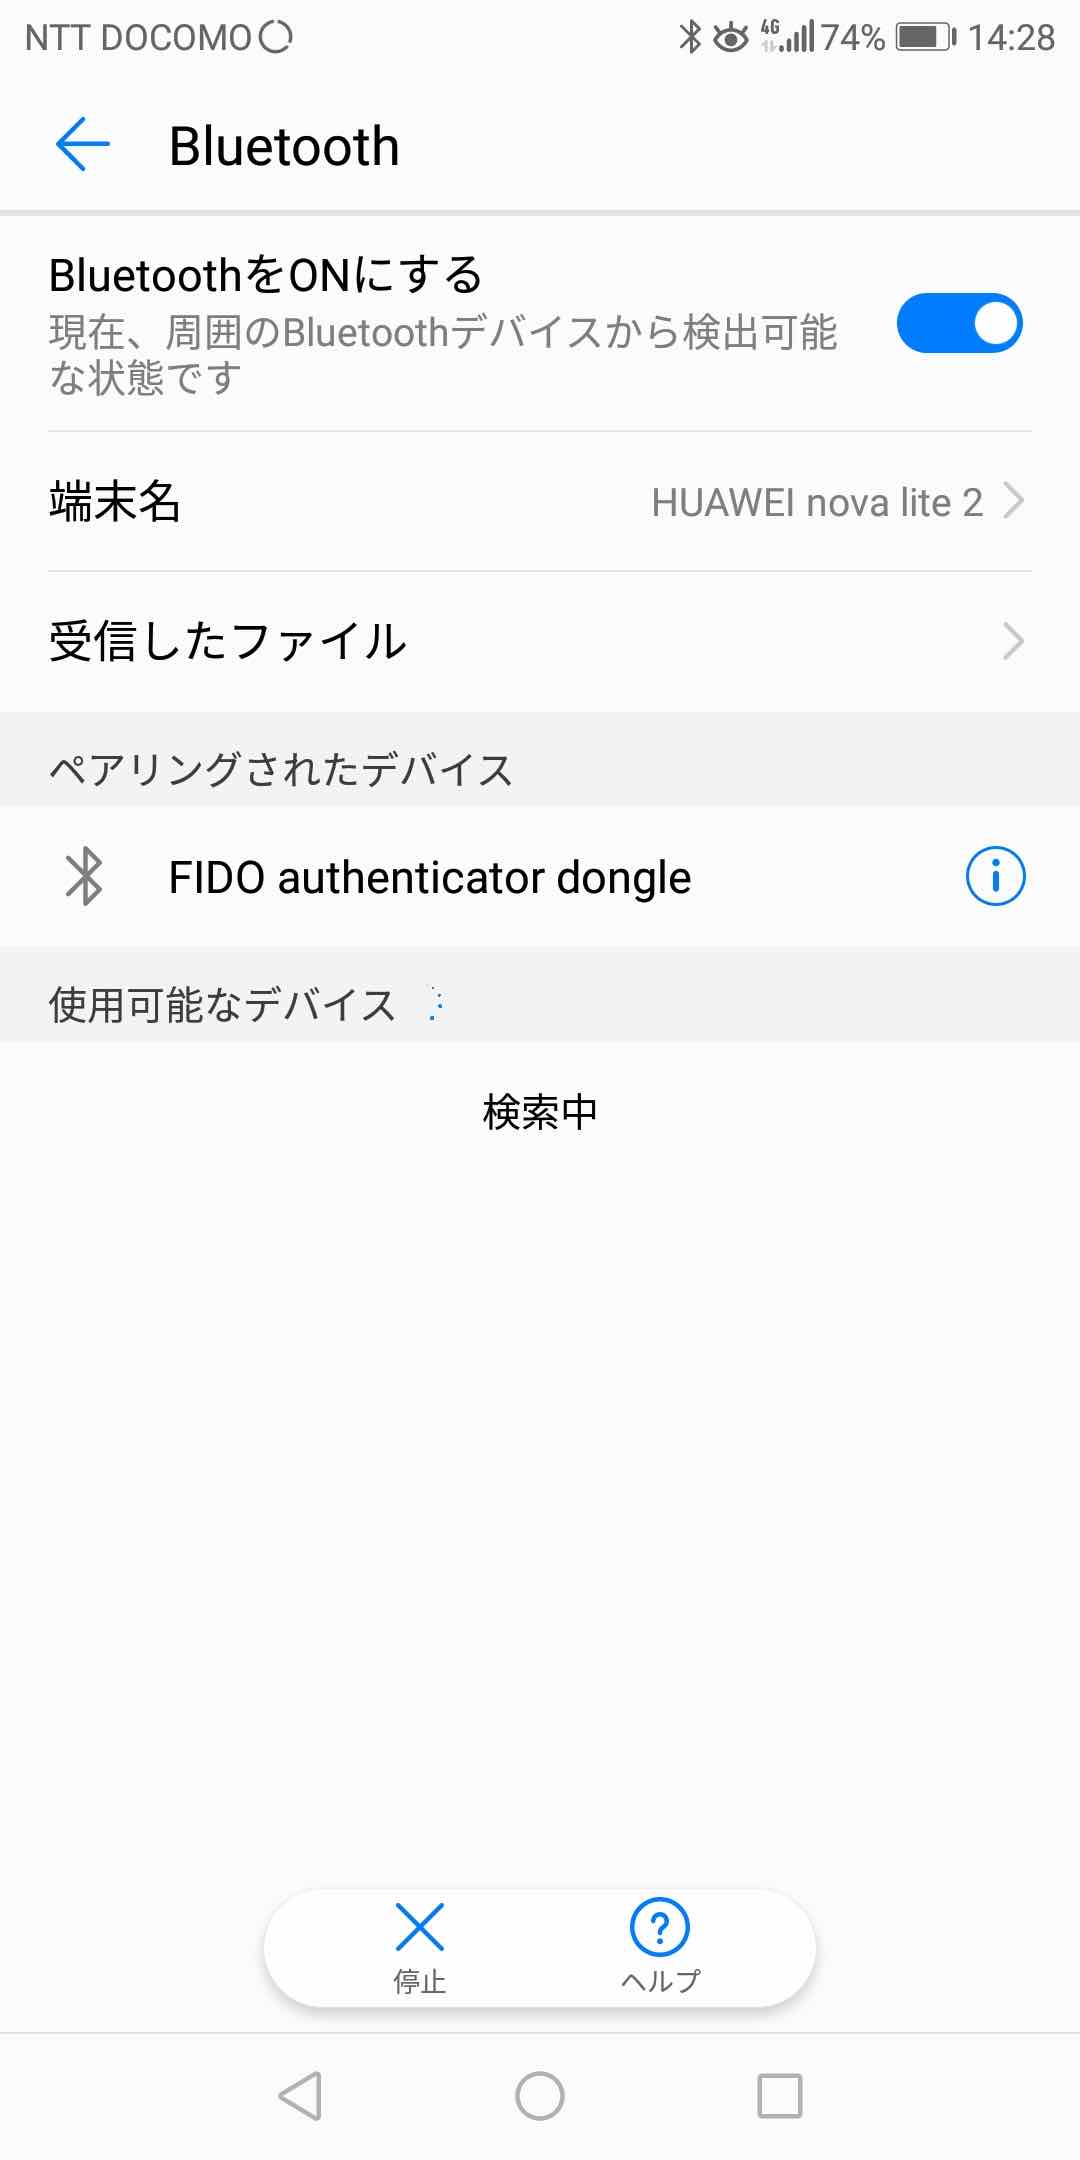 NTT DOCOMO 4G 74% 14:28
Bluetooth
BluetoothをONにする
現在、周囲のBluetoothデバイスから検出可能
な状態です
端末名 HUAWEI nova lite 2
受信したファイル
ペアリングされたデバイス
FIDO authenticator dongle
使用可能なデバイス
検索中
停止 ヘルプ